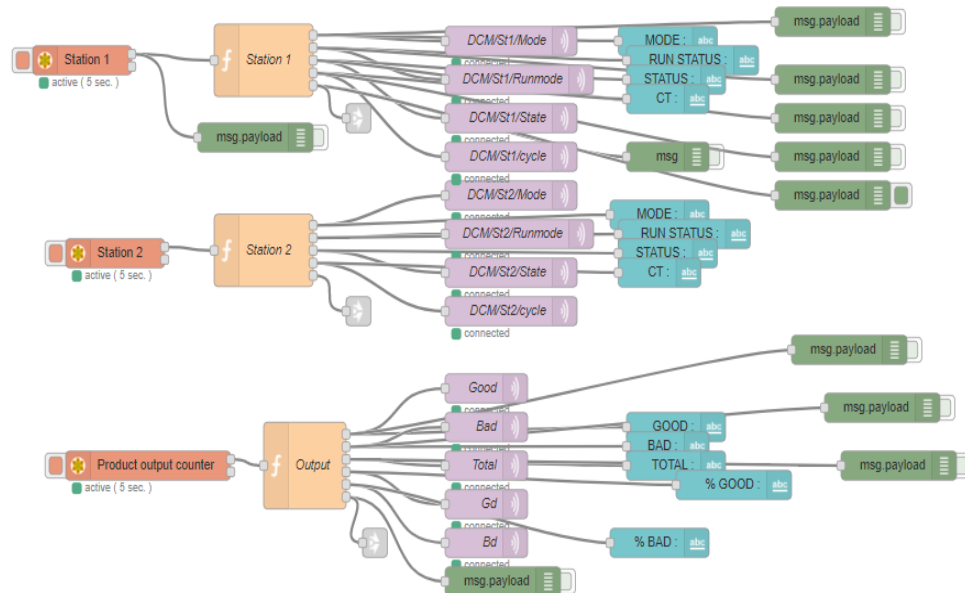 msg.payload
DCM/St1/Mode
MODE : abc
connected
Station 1
Station 1
RUN STATUS : abc
active ( 5 sec. )
DCM/St1/Runmode
STATUS : abc
msg.payload
connected
CT : abc
DCM/St1/State
msg.payload
msg.payload
connected
DCM/St1/cycle
msg
msg.payload
connected
DCM/St2/Mode
msg.payload
connected
MODE : abc
Station 2
Station 2
DCM/St2/Runmode
RUN STATUS : abc
active ( 5 sec. )
connected
STATUS : abc
DCM/St2/State
CT : abc
connected
DCM/St2/cycle
connected
msg.payload
Good
connected
msg.payload
Bad
GOOD : abc
connected
BAD : abc
Product output counter
Output
Total
TOTAL : abc
msg.payload
active ( 5 sec. )
connected
% GOOD : abc
Gd
connected
Bd
% BAD : abc
connected
msg.payload